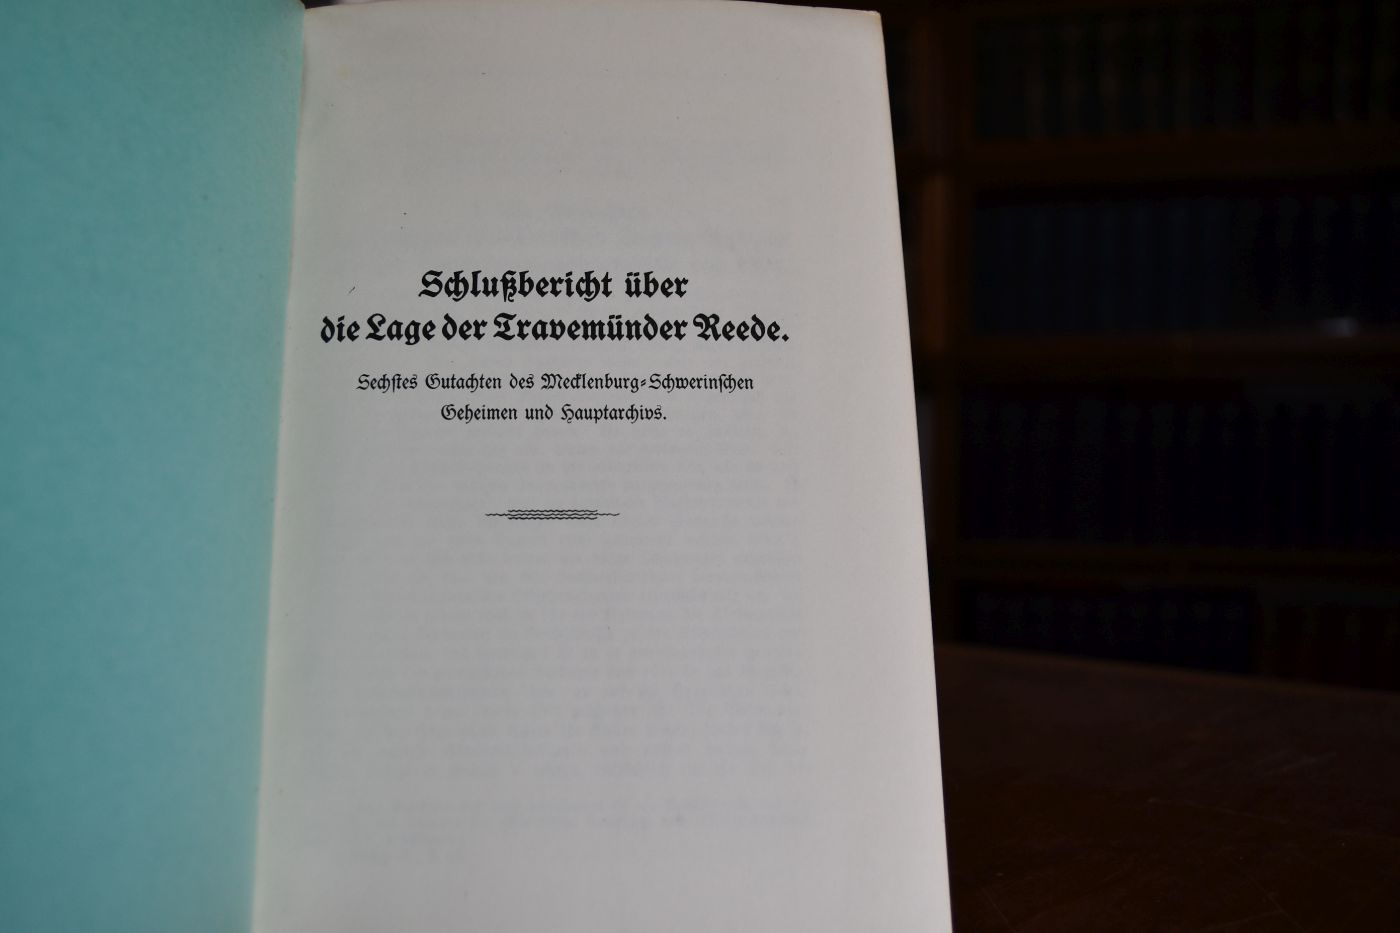 Schlußbericht über
die Lage der Travemünder Reede.
Sechstes Gutachten des Mecklenburg-Schwerinschen
Geheimen und Hauptarchivs.